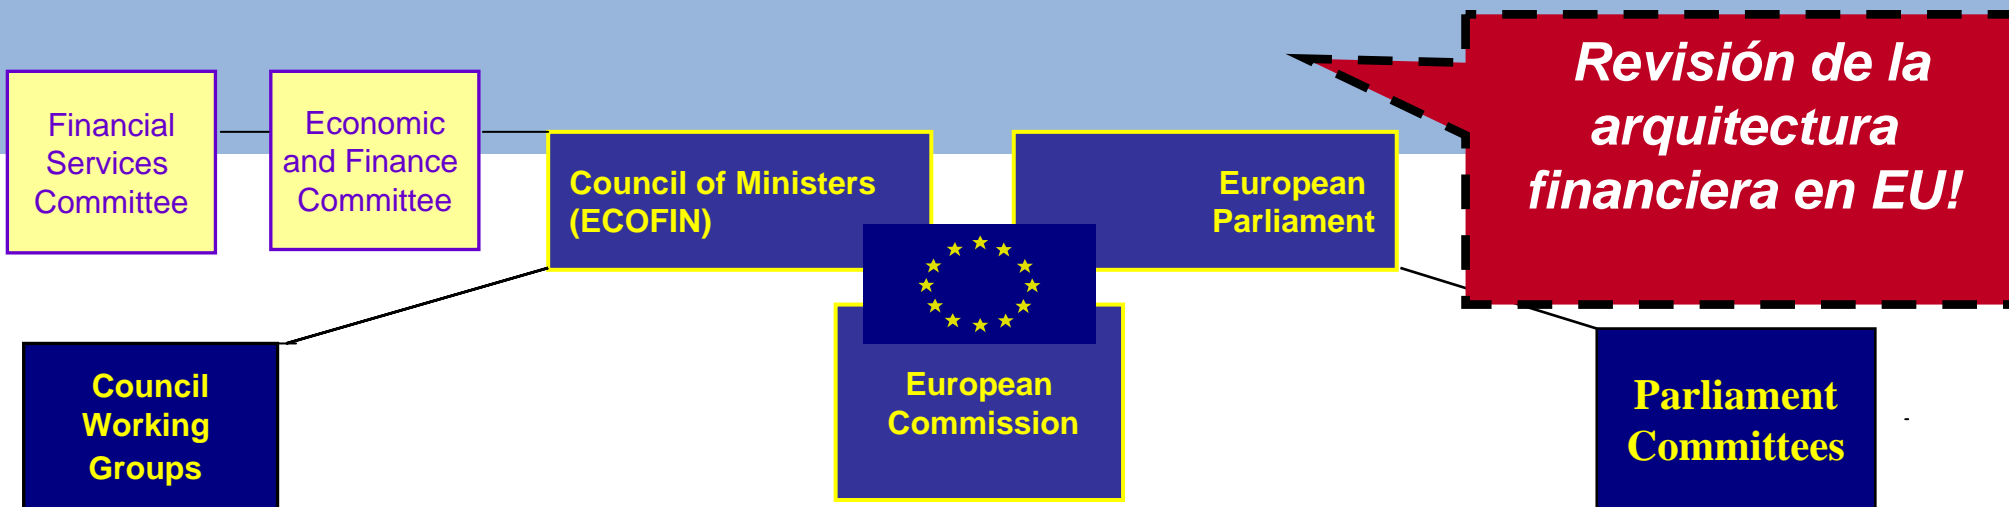 Revisión de la
arquitectura
financiera en EU!
Financial
Services
Committee
Economic
and Finance
Committee
Council of Ministers
(ECOFIN)
European
Parliament
European
Commission
Council
Working
Groups
Parliament
Committees
-